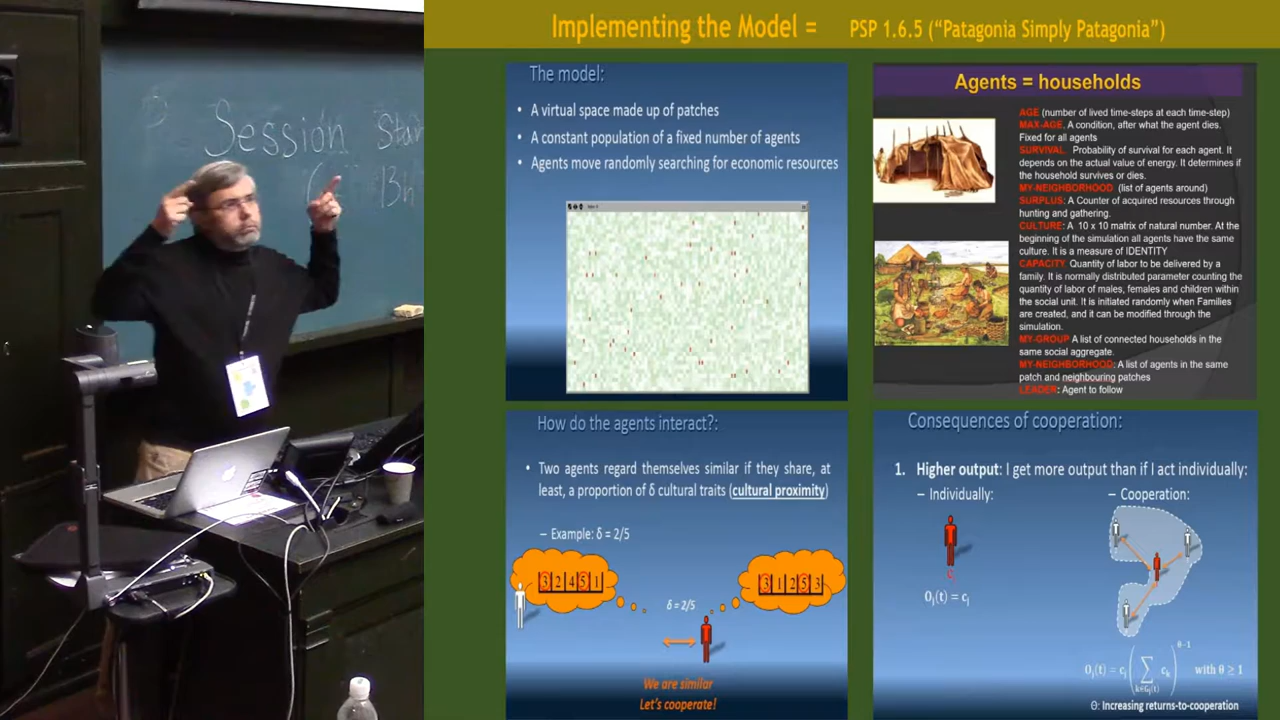 Session Start
13h
Implementing the Model = PSP 1.6.5 (“Patagonia Simply Patagonia”)
The model:
• A virtual space made up of patches
• A constant population of a fixed number of agents
• Agents move randomly searching for economic resources
Agents = households
AGE (number of lived time-steps at each time-step)
MAX-AGE, A condition, after what the agent dies.
Fixed for all agents
SURVIVAL Probability of survival for each agent. It
depends on the actual value of energy. It determines if
the household survives or dies.
MY-NEIGHBORHOOD (list of agents around)
SURPLUS: A Counter of acquired resources through
hunting and gathering.
CULTURE: A 10 x 10 matrix of natural number. At the
beginning of the simulation all agents have the same
culture. It is a measure of IDENTITY
CAPACITY. Quantity of labor to be delivered by a
family. It is normally distributed parameter counting the
quantity of labor of males, females and children within
the social unit. It is initiated randomly when Families
are created, and it can be modified through the
simulation.
MY-GROUP A list of connected households in the
same social aggregate.
MY-NEIGHBORHOOD: A list of agents in the same
patch and neighbouring patches
LEADER: Agent to follow
How do the agents interact?:
• Two agents regard themselves similar if they share, at
least, a proportion of δ cultural traits (cultural proximity)
– Example: δ = 2/5
3 2 4 5 1
3 1 2 5 3
δ = 2/5
We are similar
Let’s cooperate!
Consequences of cooperation:
1. Higher output: I get more output than if I act individually:
– Individually:
– Cooperation:
Oᵢ(t) = cᵢ
Oᵢ(t) = cᵢ ( ∑ k∈Gᵢ(t) cₖ )^θ-1 with θ ≥ 1
Θ: Increasing returns-to-cooperation